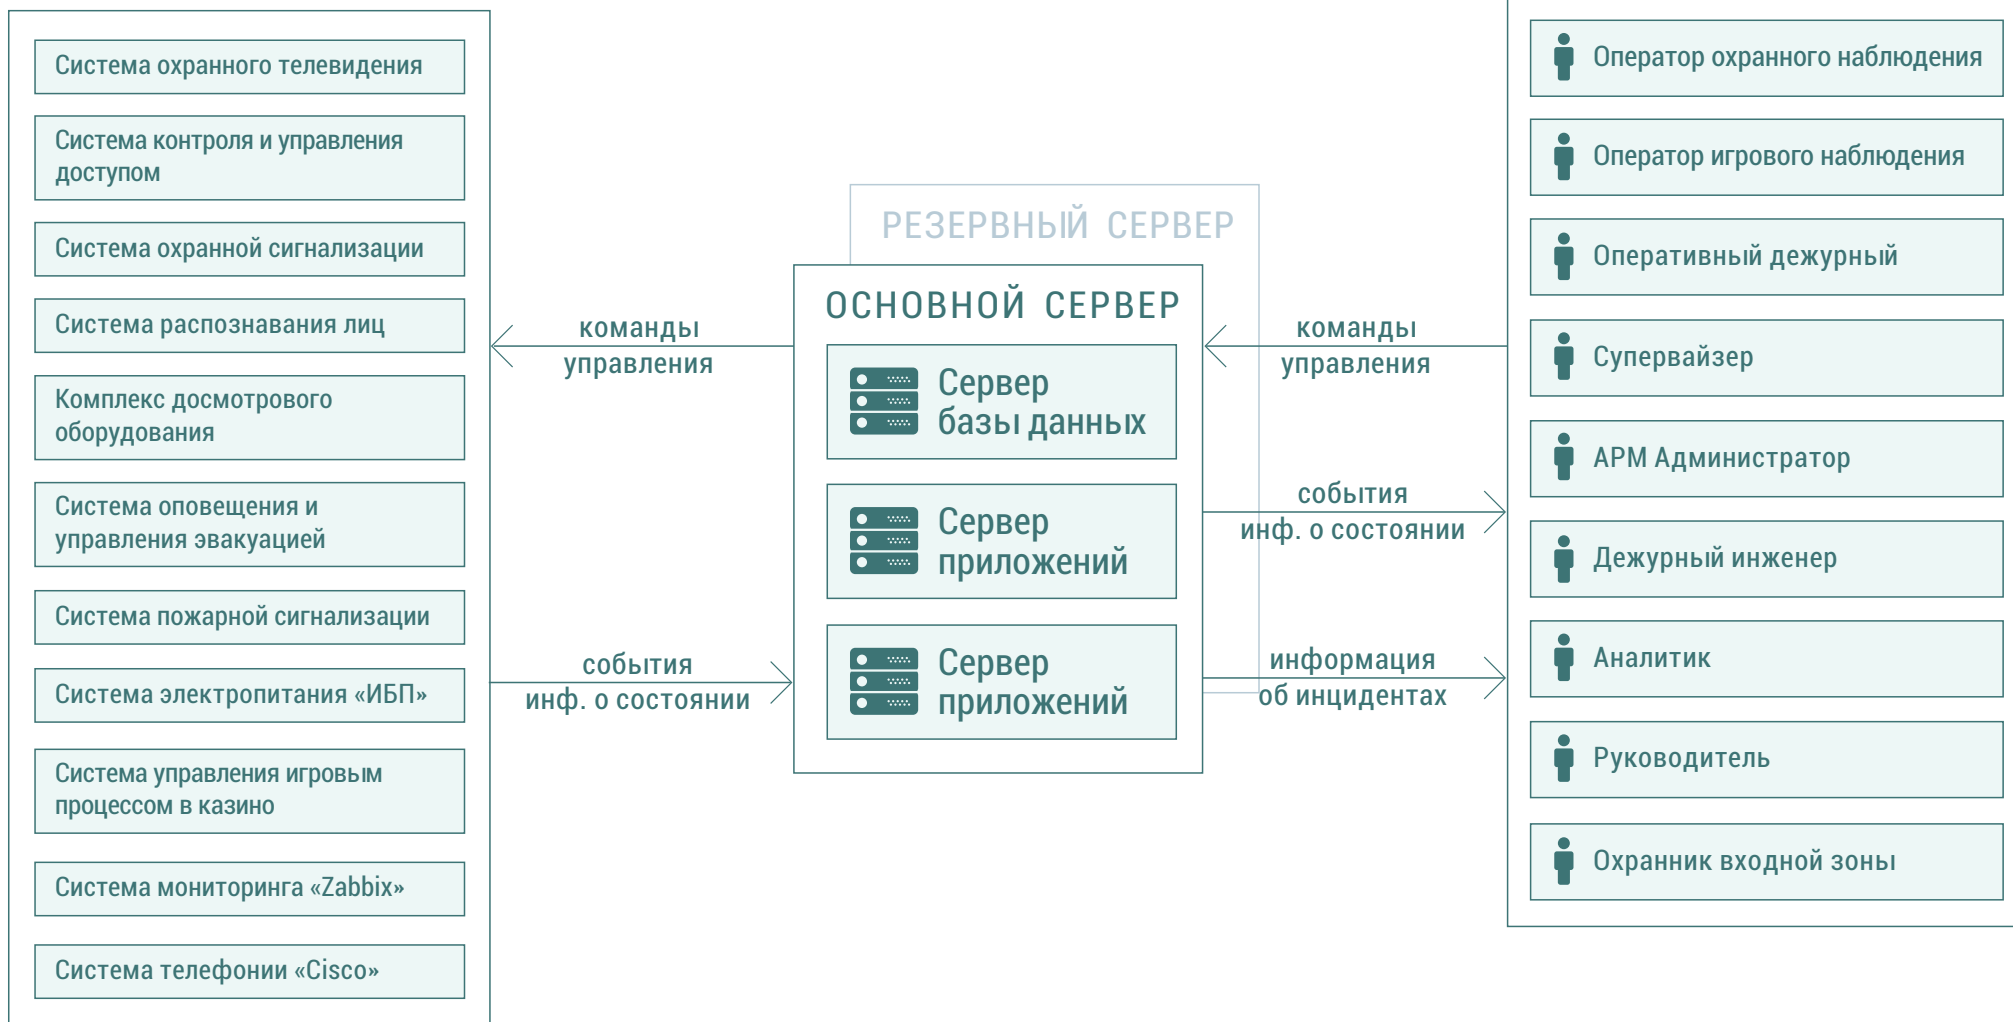 Система охранного телевидения
Система контроля и управления
доступом
Система охранной сигнализации
Система распознавания лиц
Комплекс досмотрового
оборудования
Система оповещения и
управления эвакуацией
Система пожарной сигнализации
Система электропитания «ИБП»
Система управления игровым
процессом в казино
Система мониторинга «Zabbix»
Система телефонии «Cisco»
команды
управления
события
инф. о состоянии
РЕЗЕРВНЫЙ СЕРВЕР
ОСНОВНОЙ СЕРВЕР
Сервер
базы данных
Сервер
приложений
Сервер
приложений
команды
управления
события
инф. о состоянии
информация
об инцидентах
Оператор охранного наблюдения
Оператор игрового наблюдения
Оперативный дежурный
Супервайзер
АРМ Администратор
Дежурный инженер
Аналитик
Руководитель
Охранник входной зоны